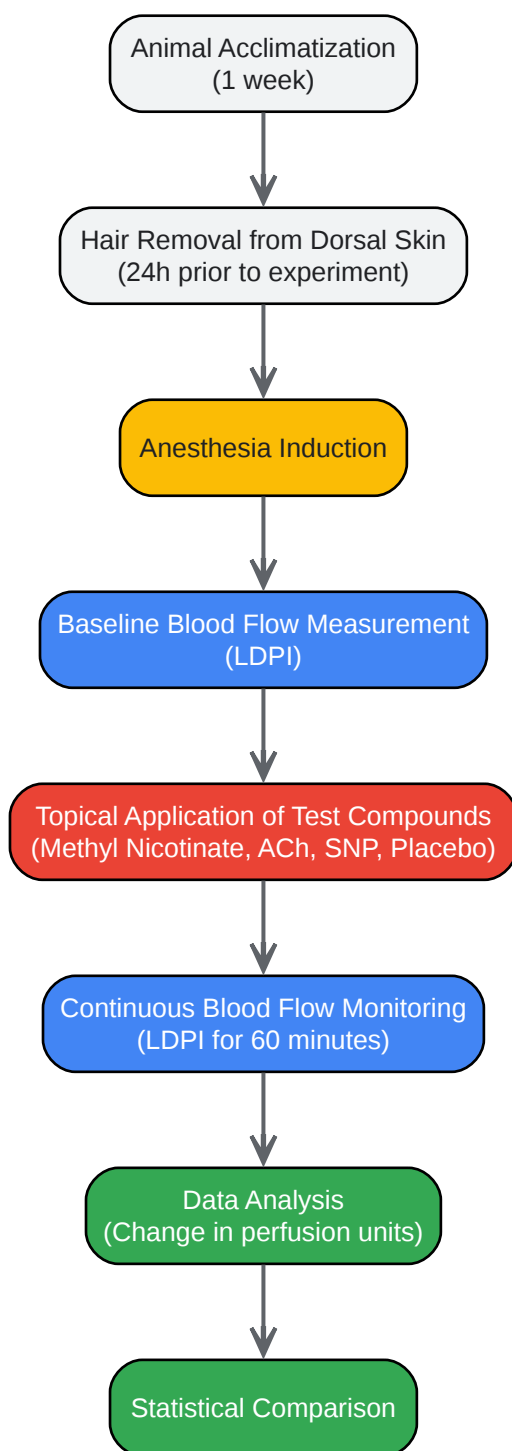 Animal Acclimatization
(1 week)
Hair Removal from Dorsal Skin
(24h prior to experiment)
Anesthesia Induction
Baseline Blood Flow Measurement
(LDPI)
Topical Application of Test Compounds
(Methyl Nicotinate, ACh, SNP, Placebo)
Continuous Blood Flow Monitoring
(LDPI for 60 minutes)
Data Analysis
(Change in perfusion units)
Statistical Comparison